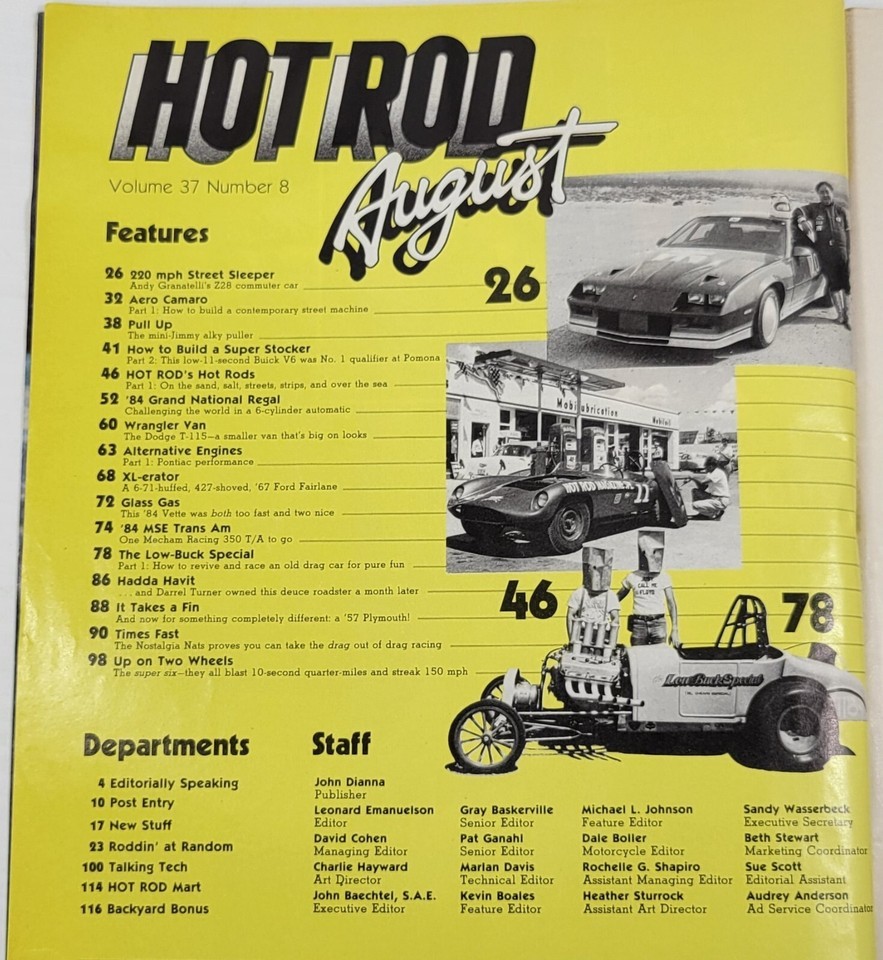 HOT ROD
August
Volume 37 Number 8
Features
26 220 mph Street Sleeper
Andy Granatelli's Z28 commuter car
32 Aero Camaro
Part 1: How to build a contemporary street machine
38 Pull Up
The mini-Jimmy alky puller
41 How to Build a Super Stocker
Part 2: This low-11-second Buick V6 was No. 1 qualifier at Pomona
46 HOT ROD's Hot Rods
Part 1: On the sand, salt, streets, strips, and over the sea
52 '84 Grand National Regal
Challenging the world in a 6-cylinder automatic
60 Wrangler Van
The Dodge T-115—a smaller van that's big on looks
63 Alternative Engines
Part 1: Pontiac performance
68 XL-erator
A 6-71-huffed, 427-shoved, '67 Ford Fairlane
72 Glass Gas
This '84 Vette was both too fast and two nice
74 '84 MSE Trans Am
One Mecham Racing 350 T/A to go
78 The Low-Buck Special
Part 1: How to revive and race an old drag car for pure fun
86 Hadda Havit
. . . and Darrel Turner owned this deuce roadster a month later
88 It Takes a Fin
And now for something completely different: a '57 Plymouth!
90 Times Fast
The Nostalgia Nats proves you can take the drag out of drag racing
98 Up on Two Wheels
The super six—they all blast 10-second quarter-miles and streak 150 mph
26
Mobilubrication
Mobiloil
HOT ROD MAGAZINE SPL
22
46
CALL ME
78
Low Buck Special
Departments
4 Editorially Speaking
10 Post Entry
17 New Stuff
23 Roddin' at Random
100 Talking Tech
114 HOT ROD Mart
116 Backyard Bonus
Staff
John Dianna
Publisher
Leonard Emanuelson
Editor
David Cohen
Managing Editor
Charlie Hayward
Art Director
John Baechtel, S.A.E.
Executive Editor
Gray Baskerville
Senior Editor
Pat Ganahl
Senior Editor
Marlan Davis
Technical Editor
Kevin Boales
Feature Editor
Michael L. Johnson
Feature Editor
Dale Boller
Motorcycle Editor
Rochelle G. Shapiro
Assistant Managing Editor
Heather Sturrock
Assistant Art Director
Sandy Wasserbeck
Executive Secretary
Beth Stewart
Marketing Coordinator
Sue Scott
Editorial Assistant
Audrey Anderson
Ad Service Coordinator